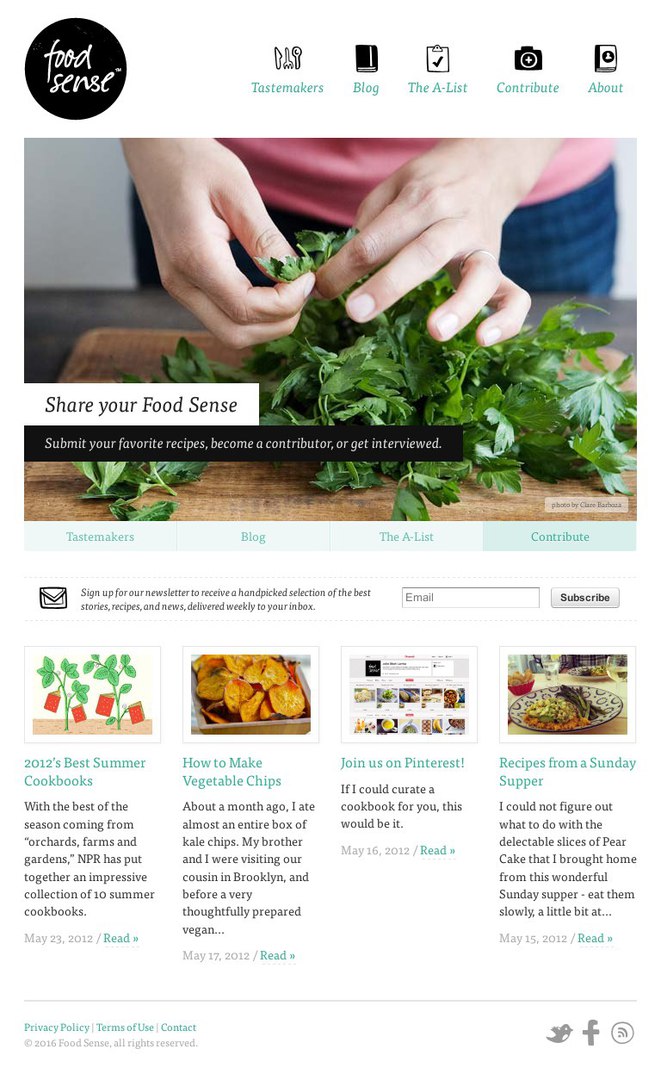 food
sense™
Tastemakers
Blog
The A-List
Contribute
About
Share your Food Sense
Submit your favorite recipes, become a contributor, or get interviewed.
photo by Clare Barboza
Tastemakers
Blog
The A-List
Contribute
Sign up for our newsletter to receive a handpicked selection of the best
stories, recipes, and news, delivered weekly to your inbox.
Email
Subscribe
2012's Best Summer
Cookbooks
With the best of the
season coming from
“orchards, farms and
gardens,” NPR has put
together an impressive
collection of 10 summer
cookbooks.
May 23, 2012 / Read »
How to Make
Vegetable Chips
About a month ago, I ate
almost an entire box of
kale chips. My brother
and I were visiting our
cousin in Brooklyn, and
before a very
thoughtfully prepared
vegan...
May 17, 2012 / Read »
Join us on Pinterest!
If I could curate a
cookbook for you, this
would be it.
May 16, 2012 / Read »
Recipes from a Sunday
Supper
I could not figure out
what to do with the
delectable slices of Pear
Cake that I brought home
from this wonderful
Sunday supper - eat them
slowly, a little bit at...
May 15, 2012 / Read »
Privacy Policy | Terms of Use | Contact
© 2016 Food Sense, all rights reserved.